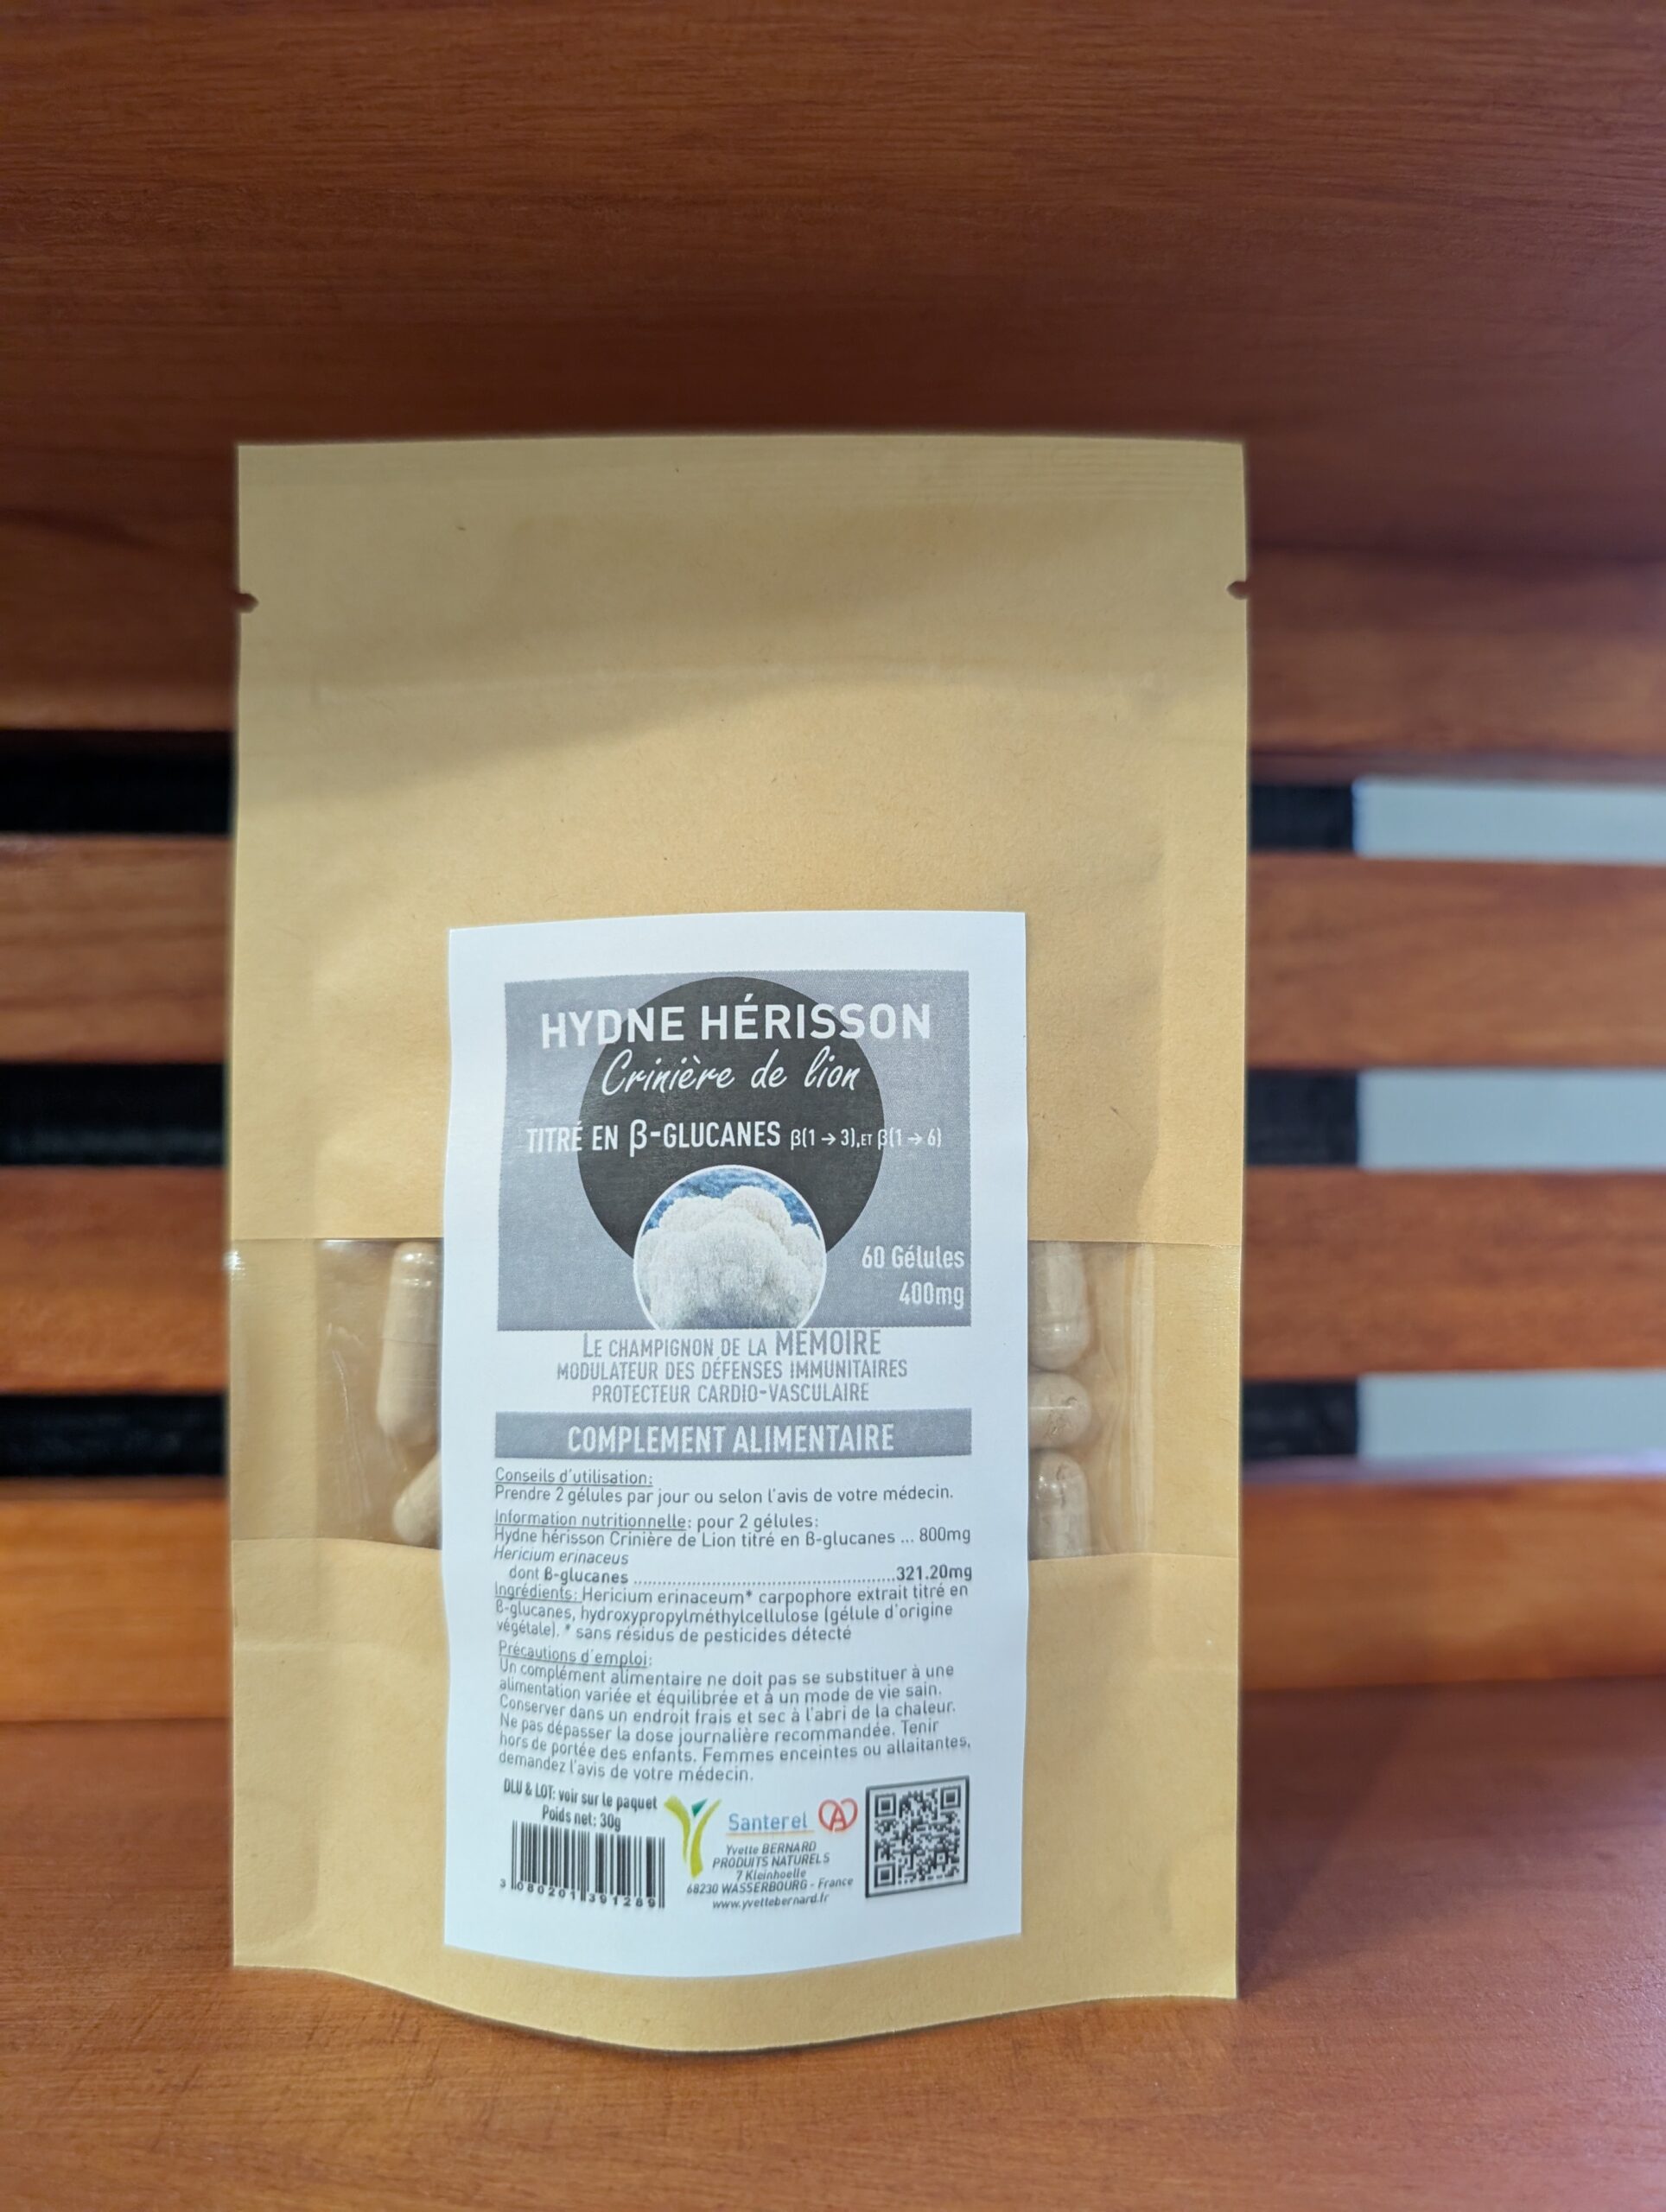 HYDNE HÉRISSON
Crinière de lion
TITRÉ EN β-GLUCANES β(1→3),ET β(1→6)
60 Gélules
400mg
LE CHAMPIGNON DE LA MÉMOIRE
MODULATEUR DES DÉFENSES IMMUNITAIRES
PROTECTEUR CARDIO-VASCULAIRE
COMPLEMENT ALIMENTAIRE
Conseils d'utilisation:
Prendre 2 gélules par jour ou selon l'avis de votre médecin.
Information nutritionnelle: pour 2 gélules:
Hydne hérisson Crinière de Lion titré en ß-glucanes ... 800mg
Hericium erinaceus
dont ß-glucanes ..................................................321.20mg
Ingrédients: Hericium erinaceum* carpophore extrait titré en
ß-glucanes, hydroxypropylméthylcellulose (gélule d'origine
végétale). * sans résidus de pesticides détecté
Précautions d'emploi:
Un complément alimentaire ne doit pas se substituer à une
alimentation variée et équilibrée et à un mode de vie sain.
Conserver dans un endroit frais et sec à l'abri de la chaleur.
Ne pas dépasser la dose journalière recommandée. Tenir
hors de portée des enfants. Femmes enceintes ou allaitantes,
demandez l'avis de votre médecin.
DLU & LOT: voir sur le paquet
Poids net: 30g
3 080201 391289
Santerel
A
Yvette BERNARD
PRODUITS NATURELS
7 Kleinhoelle
68230 WASSERBOURG - France
www.yvettebernard.fr